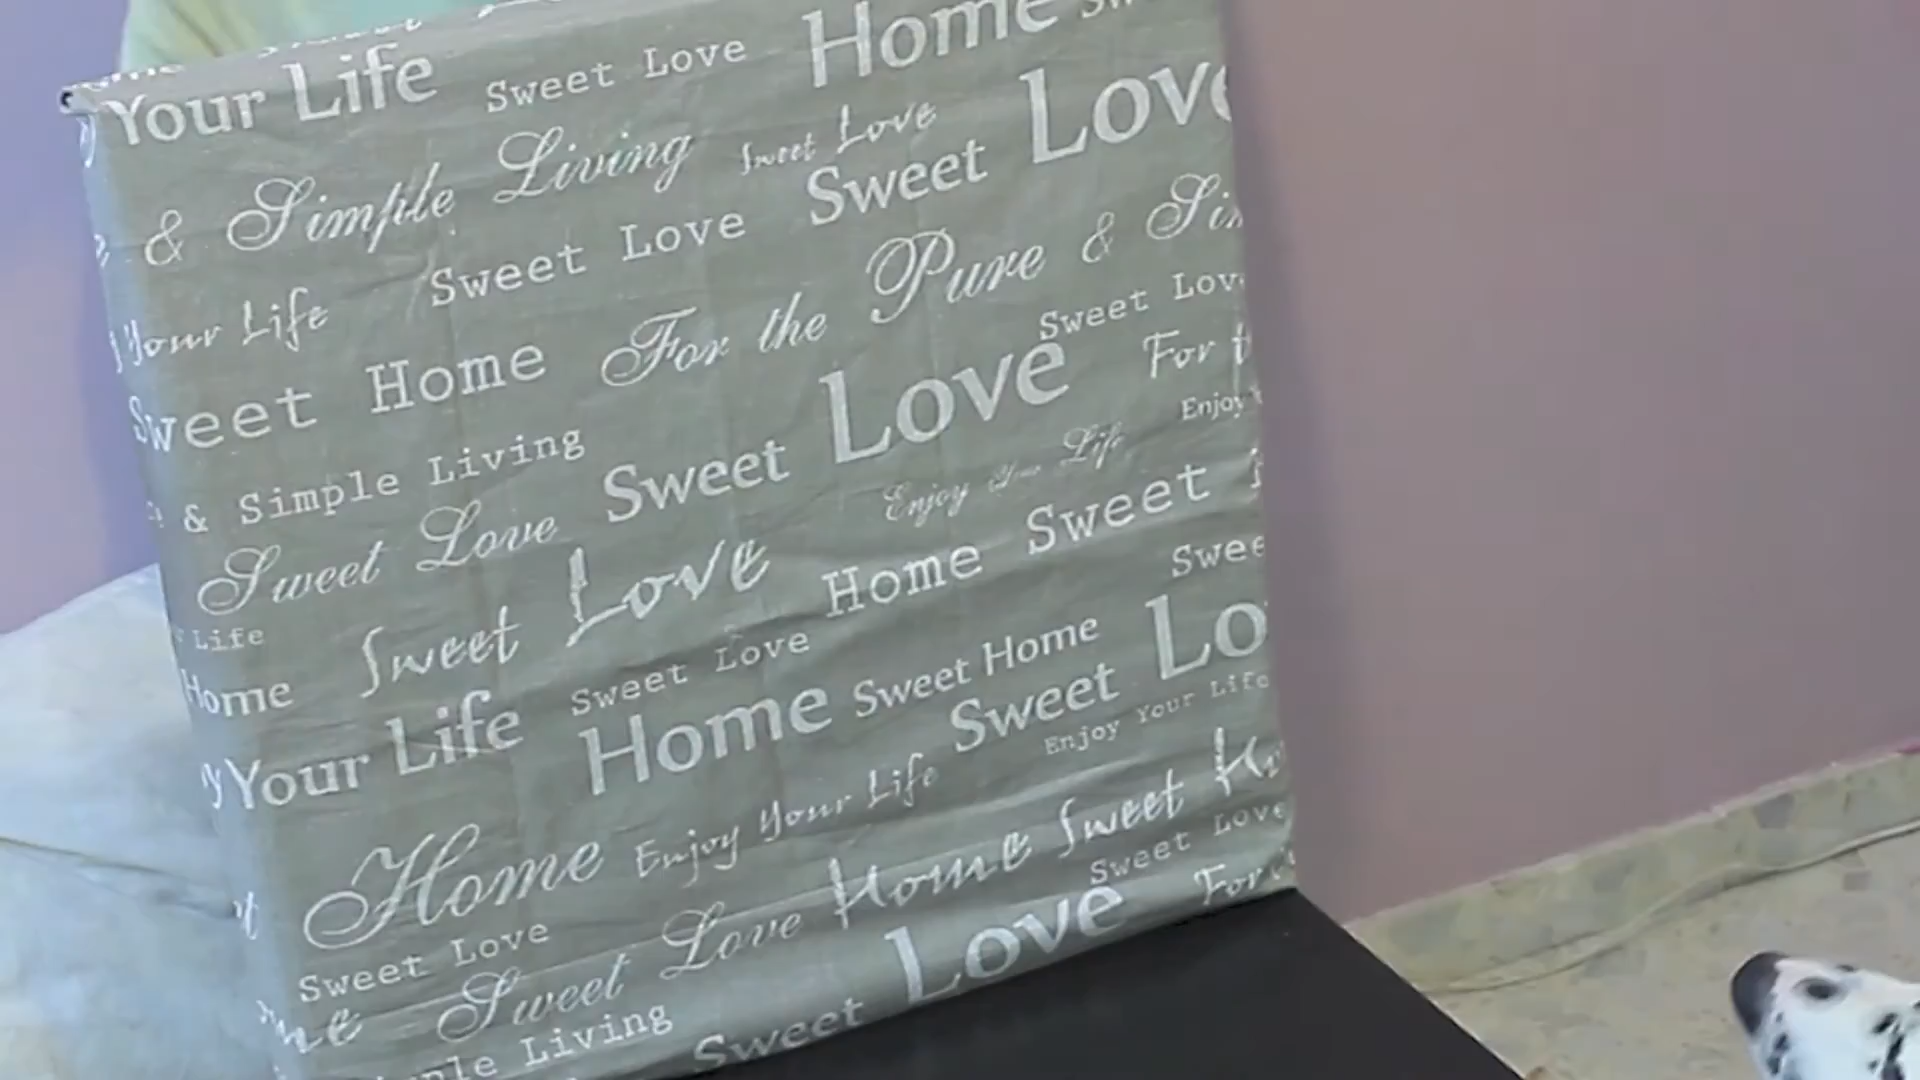 Your Life Sweet Love Home
& Simple Living Sweet Love Sweet Love
Your Life Sweet Love For the Pure &
Sweet Love
Sweet Home Sweet Love For
& Simple Living Enjoy Your Life Enjoy
Sweet Love Home Sweet
Life Sweet Love
Home Sweet Love Sweet Home
Your Life Home Sweet
Enjoy Your Life
Home Enjoy Your Life Home Sweet
Sweet Love Sweet Love
Sweet Love For
Living Sweet Love